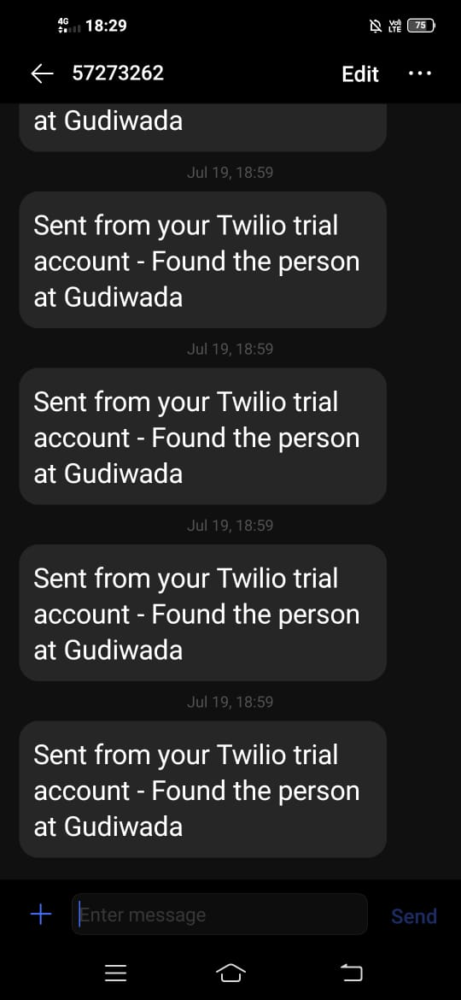 4G 18:29 Vo) LTE 75
57273262 Edit
at Gudiwada
Jul 19, 18:59
Sent from your Twilio trial
account - Found the person
at Gudiwada
Jul 19, 18:59
Sent from your Twilio trial
account - Found the person
at Gudiwada
Jul 19, 18:59
Sent from your Twilio trial
account - Found the person
at Gudiwada
Jul 19, 18:59
Sent from your Twilio trial
account - Found the person
at Gudiwada
Enter message Send